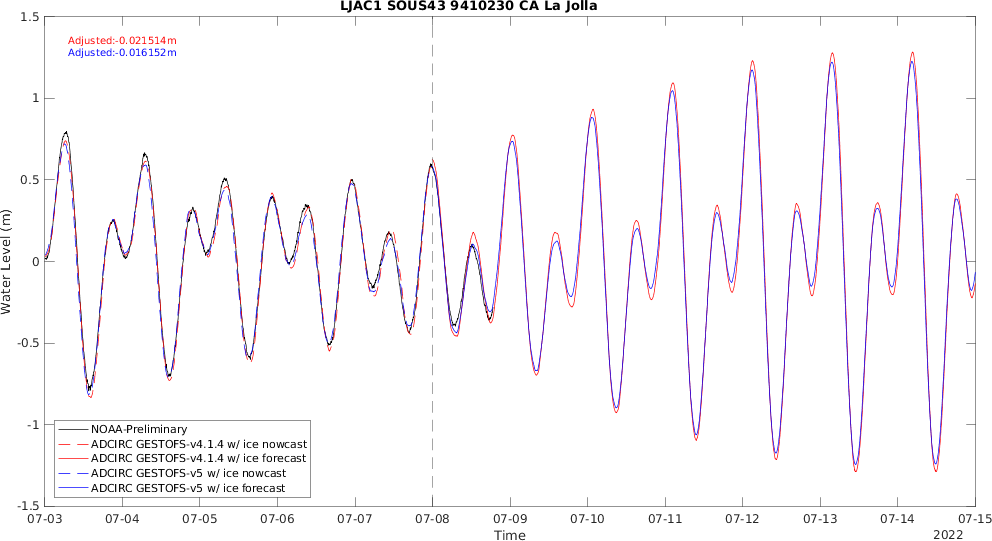 LJAC1 SOUS43 9410230 CA La Jolla
Adjusted:-0.021514m
Adjusted:-0.016152m
Water Level (m)
1.5
1
0.5
0
-0.5
-1
-1.5
NOAA-Preliminary
ADCIRC GESTOFS-v4.1.4 w/ ice nowcast
ADCIRC GESTOFS-v4.1.4 w/ ice forecast
ADCIRC GESTOFS-v5 w/ ice nowcast
ADCIRC GESTOFS-v5 w/ ice forecast
07-03 07-04 07-05 07-06 07-07 07-08 07-09 07-10 07-11 07-12 07-13 07-14 07-15
Time
2022